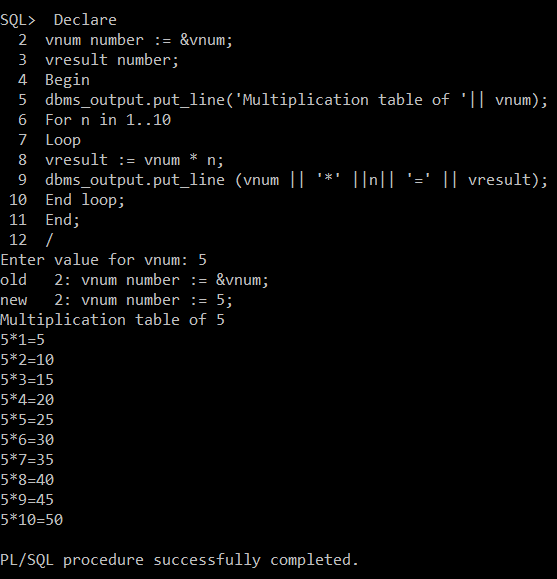 SQL>  Declare
  2  vnum number := &vnum;
  3  vresult number;
  4  Begin
  5  dbms_output.put_line('Multiplication table of '|| vnum);
  6  For n in 1..10
  7  Loop
  8  vresult := vnum * n;
  9  dbms_output.put_line (vnum || '*' ||n|| '=' || vresult);
 10  End loop;
 11  End;
 12  /
Enter value for vnum: 5
old   2: vnum number := &vnum;
new   2: vnum number := 5;
Multiplication table of 5
5*1=5
5*2=10
5*3=15
5*4=20
5*5=25
5*6=30
5*7=35
5*8=40
5*9=45
5*10=50

PL/SQL procedure successfully completed.